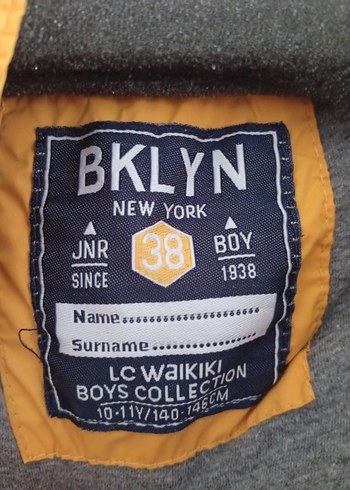 BKLYN
NEW YORK
JNR 38 BOY
SINCE 1938
Name....................
Surname...............
LC WaIKIKI
BOYS COLLECTION
10-11Y/140-146CM